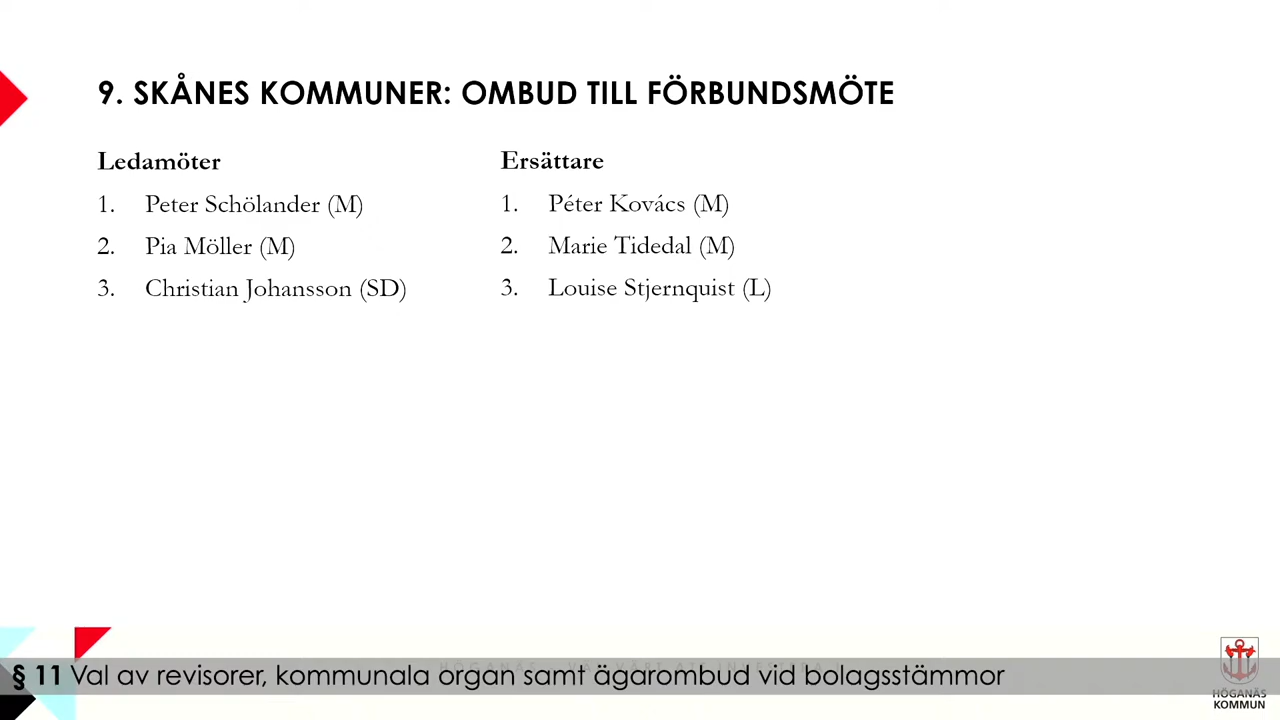 9. SKÅNES KOMMUNER: OMBUD TILL FÖRBUNDSMÖTE
Ledamöter
1. Peter Schölander (M)
2. Pia Möller (M)
3. Christian Johansson (SD)
Ersättare
1. Péter Kovács (M)
2. Marie Tidedal (M)
3. Louise Stjernquist (L)
§ 11 Val av revisorer, kommunala organ samt ägarombud vid bolagsstämmor
HÖGANÄS
KOMMUN